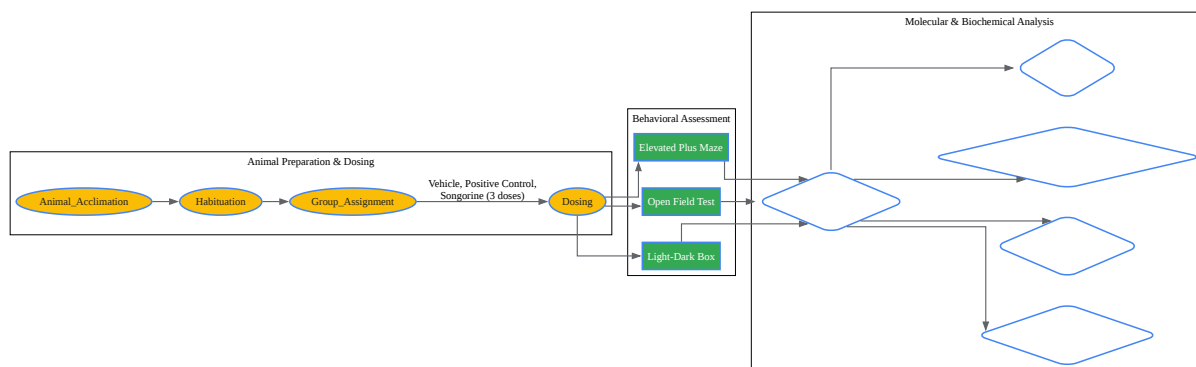 Molecular & Biochemical Analysis
Behavioral Assessment
Elevated Plus Maze
Animal Preparation & Dosing
Vehicle, Positive Control,
Songorine (3 doses)
Animal_Acclimation
Habituation
Group_Assignment
Dosing
Open Field Test
Light-Dark Box